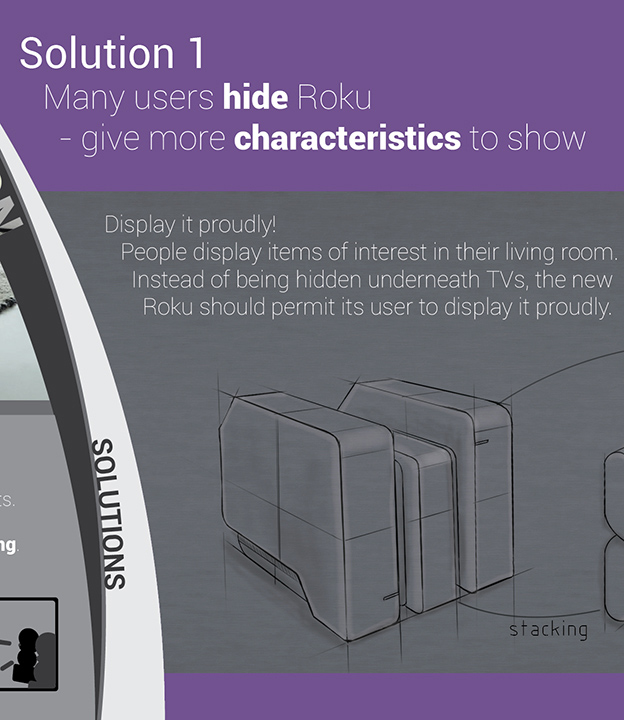 Solution 1
Many users hide Roku
- give more characteristics to show
Display it proudly!
People display items of interest in their living room.
Instead of being hidden underneath TVs, the new
Roku should permit its user to display it proudly.
SOLUTIONS
stacking